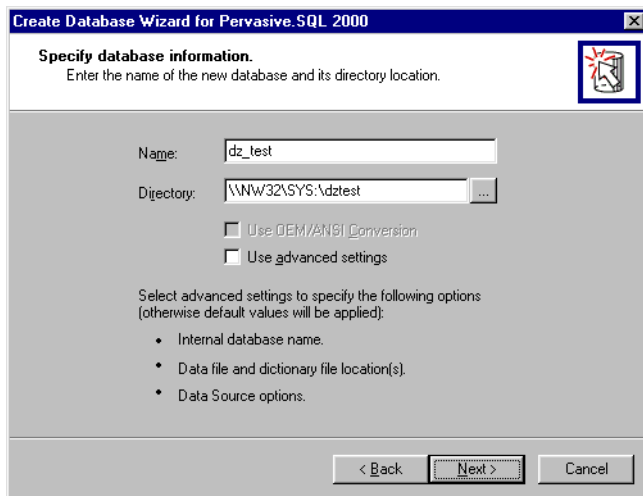 Create Database Wizard for Pervasive.SQL 2000
Specify database information.
Enter the name of the new database and its directory location.
Name:
dz_test
Directory:
\\NW32\SYS:\dztest
...
Use OEM/ANSI Conversion
Use advanced settings
Select advanced settings to specify the following options
(otherwise default values will be applied):
• Internal database name.
• Data file and dictionary file location(s).
• Data Source options.
< Back
Next >
Cancel